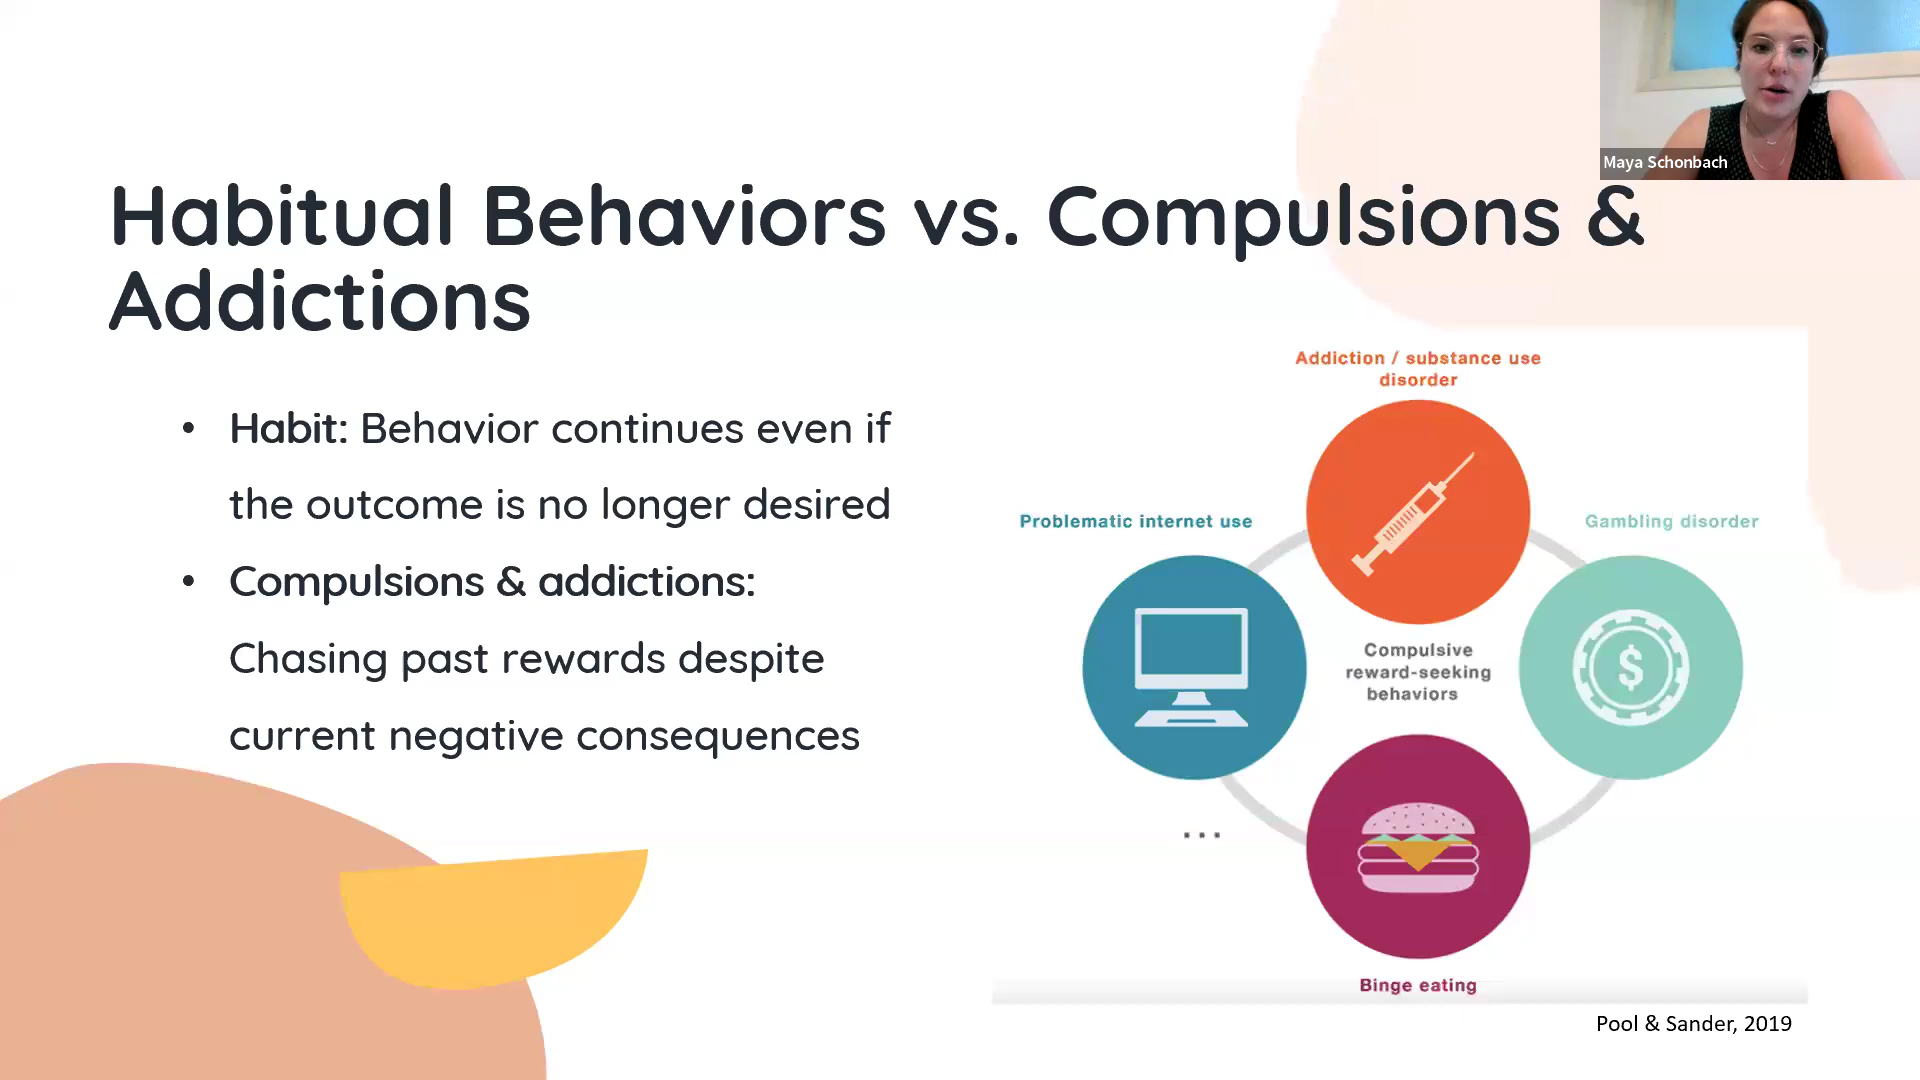 Maya Schonbach
Habitual Behaviors vs. Compulsions &
Addictions
• Habit: Behavior continues even if
the outcome is no longer desired
• Compulsions & addictions:
Chasing past rewards despite
current negative consequences
Addiction / substance use
disorder
Problematic internet use
Gambling disorder
$
Compulsive
reward-seeking
behaviors
...
Binge eating
Pool & Sander, 2019